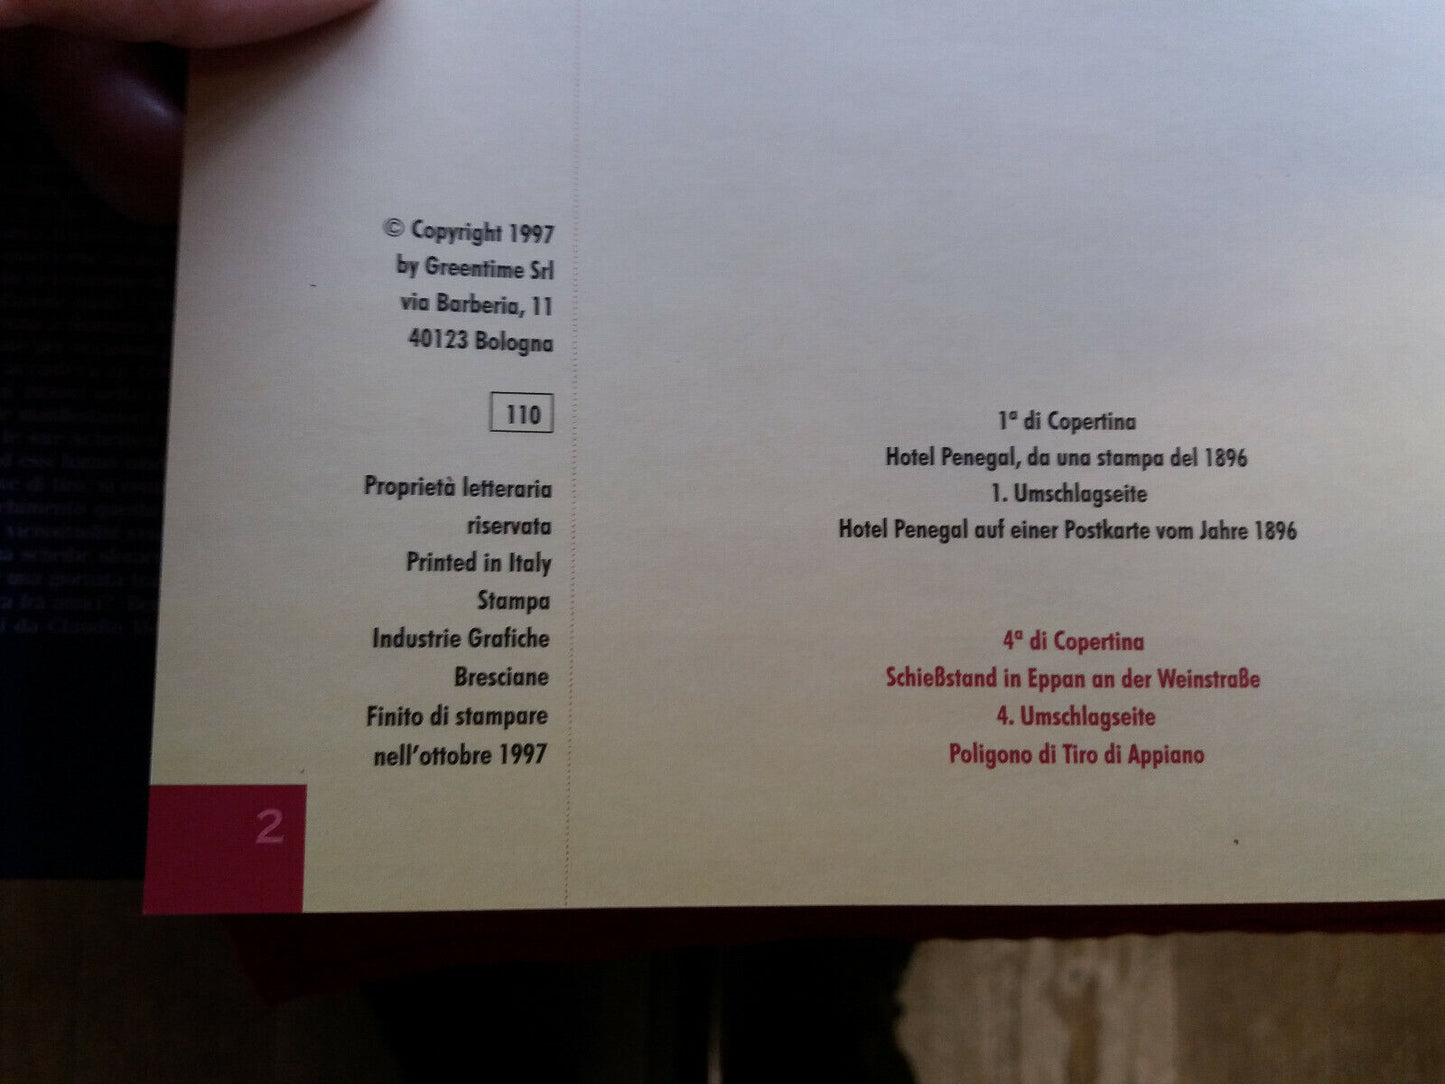 © Copyright 1997
by Greentime Srl
via Barberia, 11
40123 Bologna
110
Proprietà letteraria
riservata
Printed in Italy
Stampa
Industrie Grafiche
Bresciane
Finito di stampare
nell'ottobre 1997
2
1ª di Copertina
Hotel Penegal, da una stampa del 1896
1. Umschlagseite
Hotel Penegal auf einer Postkarte vom Jahre 1896
4ª di Copertina
Schießstand in Eppan an der Weinstraße
4. Umschlagseite
Poligono di Tiro di Appiano